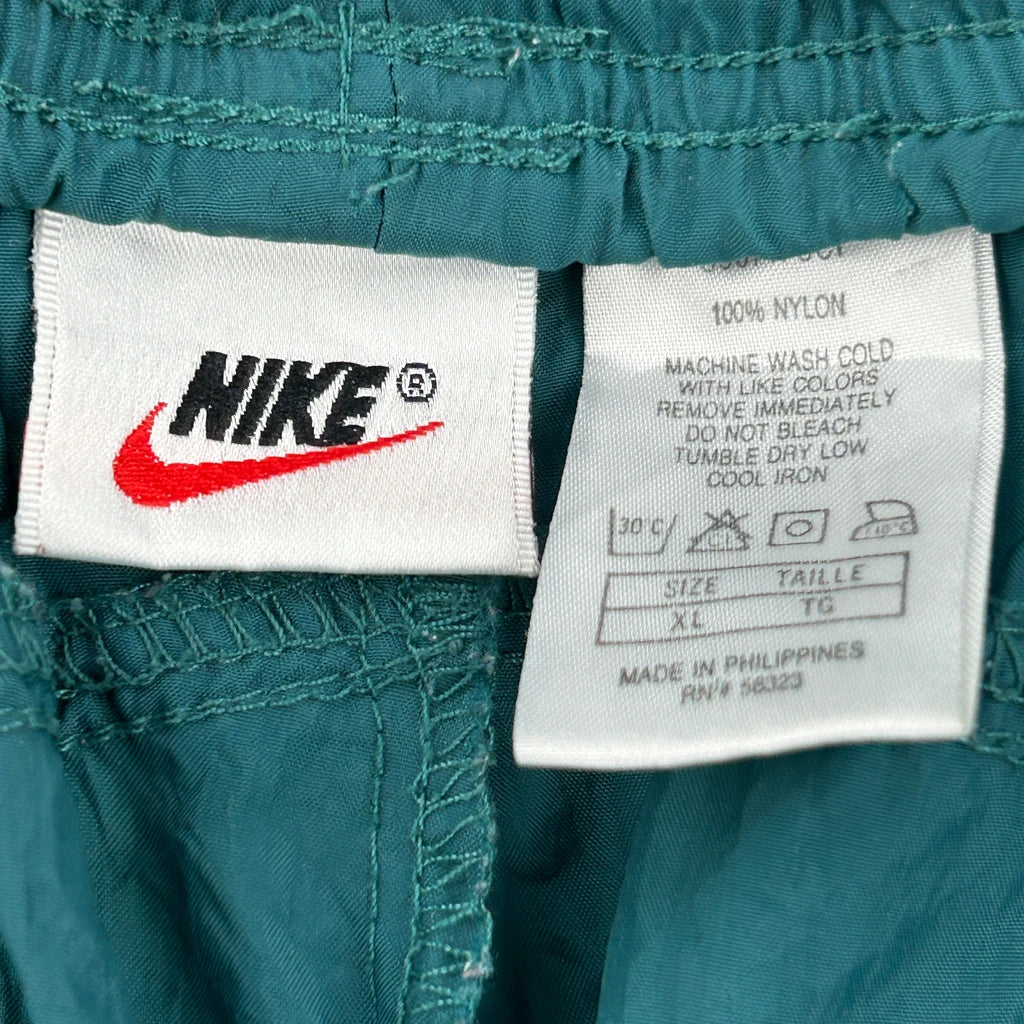 NIKE ®
100% NYLON
MACHINE WASH COLD
WITH LIKE COLORS
REMOVE IMMEDIATELY
DO NOT BLEACH
TUMBLE DRY LOW
COOL IRON
30°C
SIZE TAILLE
XL TG
MADE IN PHILIPPINES
RN# 56323